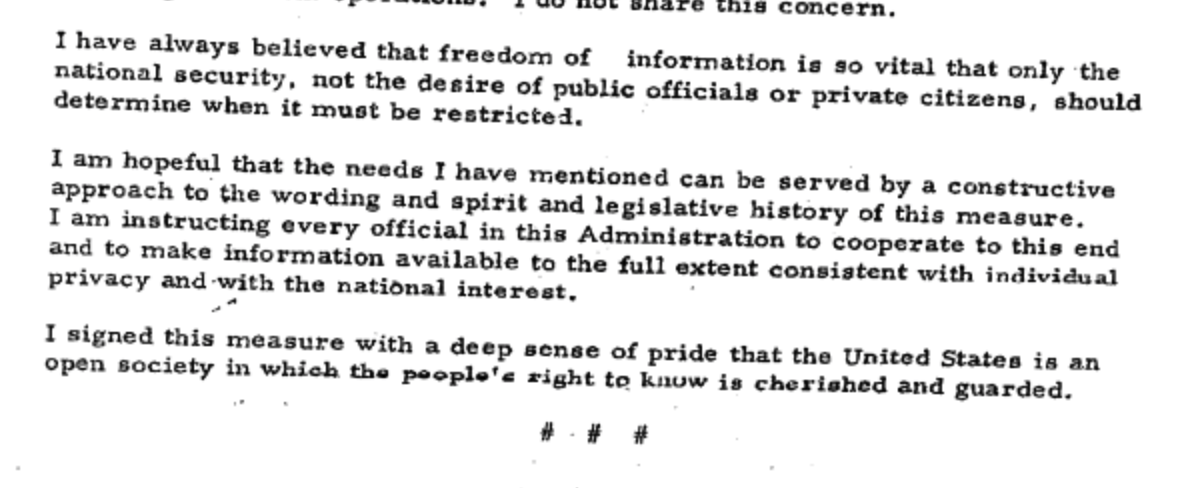 I do not share this concern.
I have always believed that freedom of information is so vital that only the
national security, not the desire of public officials or private citizens, should
determine when it must be restricted.
I am hopeful that the needs I have mentioned can be served by a constructive
approach to the wording and spirit and legislative history of this measure.
I am instructing every official in this Administration to cooperate to this end
and to make information available to the full extent consistent with individual
privacy and with the national interest.
I signed this measure with a deep sense of pride that the United States is an
open society in which the people's right to know is cherished and guarded.
# # #